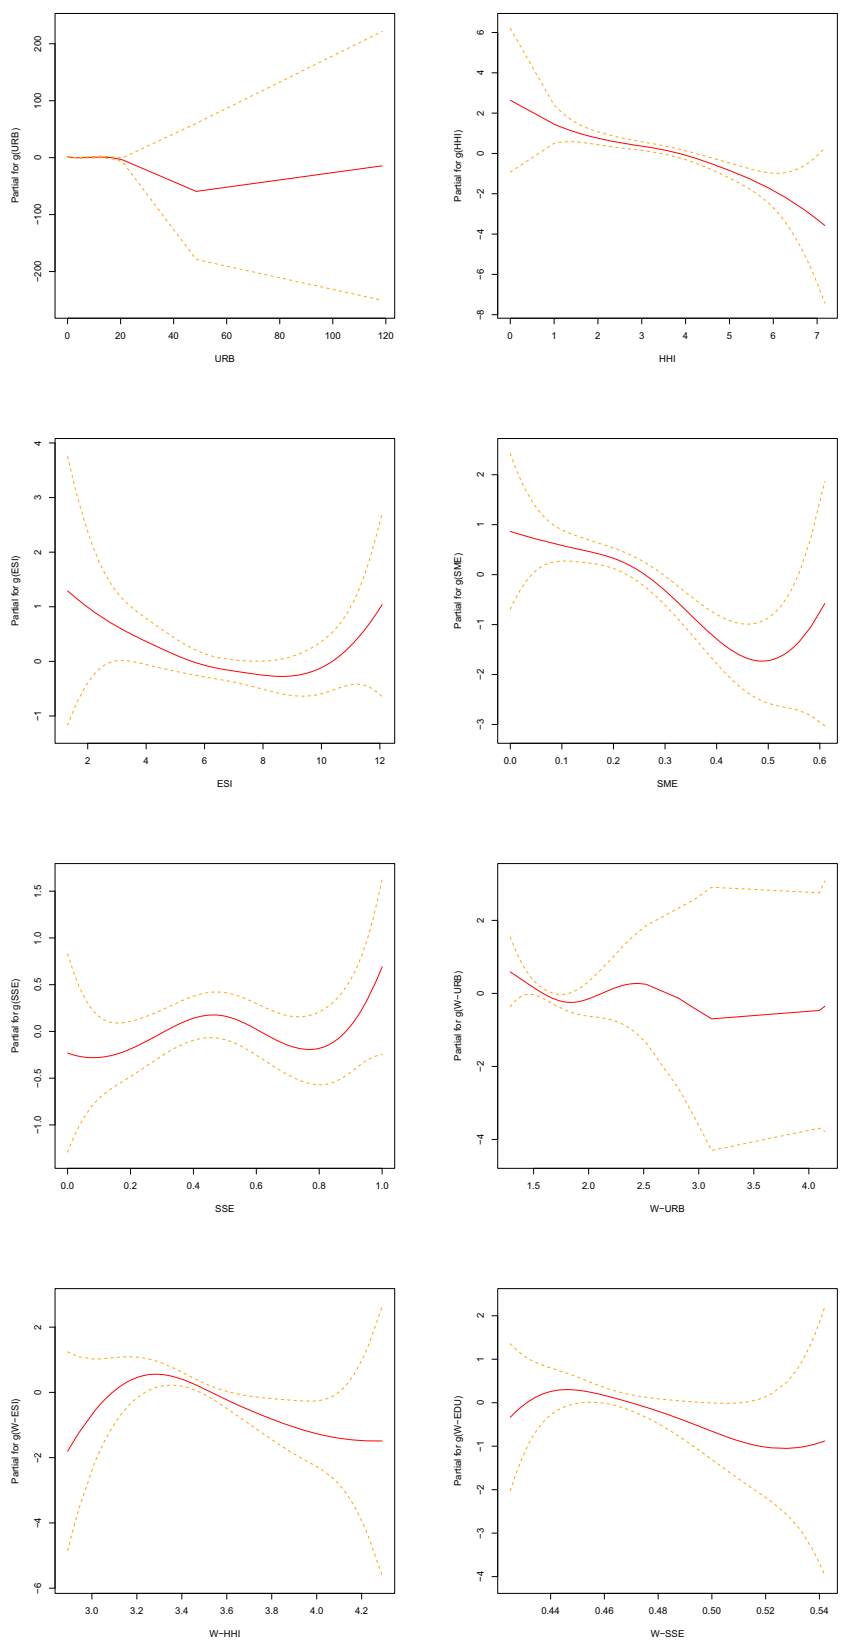 Partial for g(URB)
200
100
0
−100
−200
0 20 40 60 80 100 120
URB
Partial for g(HHI)
6
4
2
0
−2
−4
−6
−8
0 1 2 3 4 5 6 7
HHI
Partial for g(ESI)
4
3
2
1
0
−1
2 4 6 8 10 12
ESI
Partial for g(SME)
2
1
0
−1
−2
−3
0.0 0.1 0.2 0.3 0.4 0.5 0.6
SME
Partial for g(SSE)
1.5
1.0
0.5
0.0
−0.5
−1.0
0.0 0.2 0.4 0.6 0.8 1.0
SSE
Partial for g(W−URB)
2
0
−2
−4
1.5 2.0 2.5 3.0 3.5 4.0
W−URB
Partial for g(W−ESI)
2
0
−2
−4
−6
3.0 3.2 3.4 3.6 3.8 4.0 4.2
W−HHI
Partial for g(W−EDU)
2
1
0
−1
−2
−3
−4
0.44 0.46 0.48 0.50 0.52 0.54
W−SSE